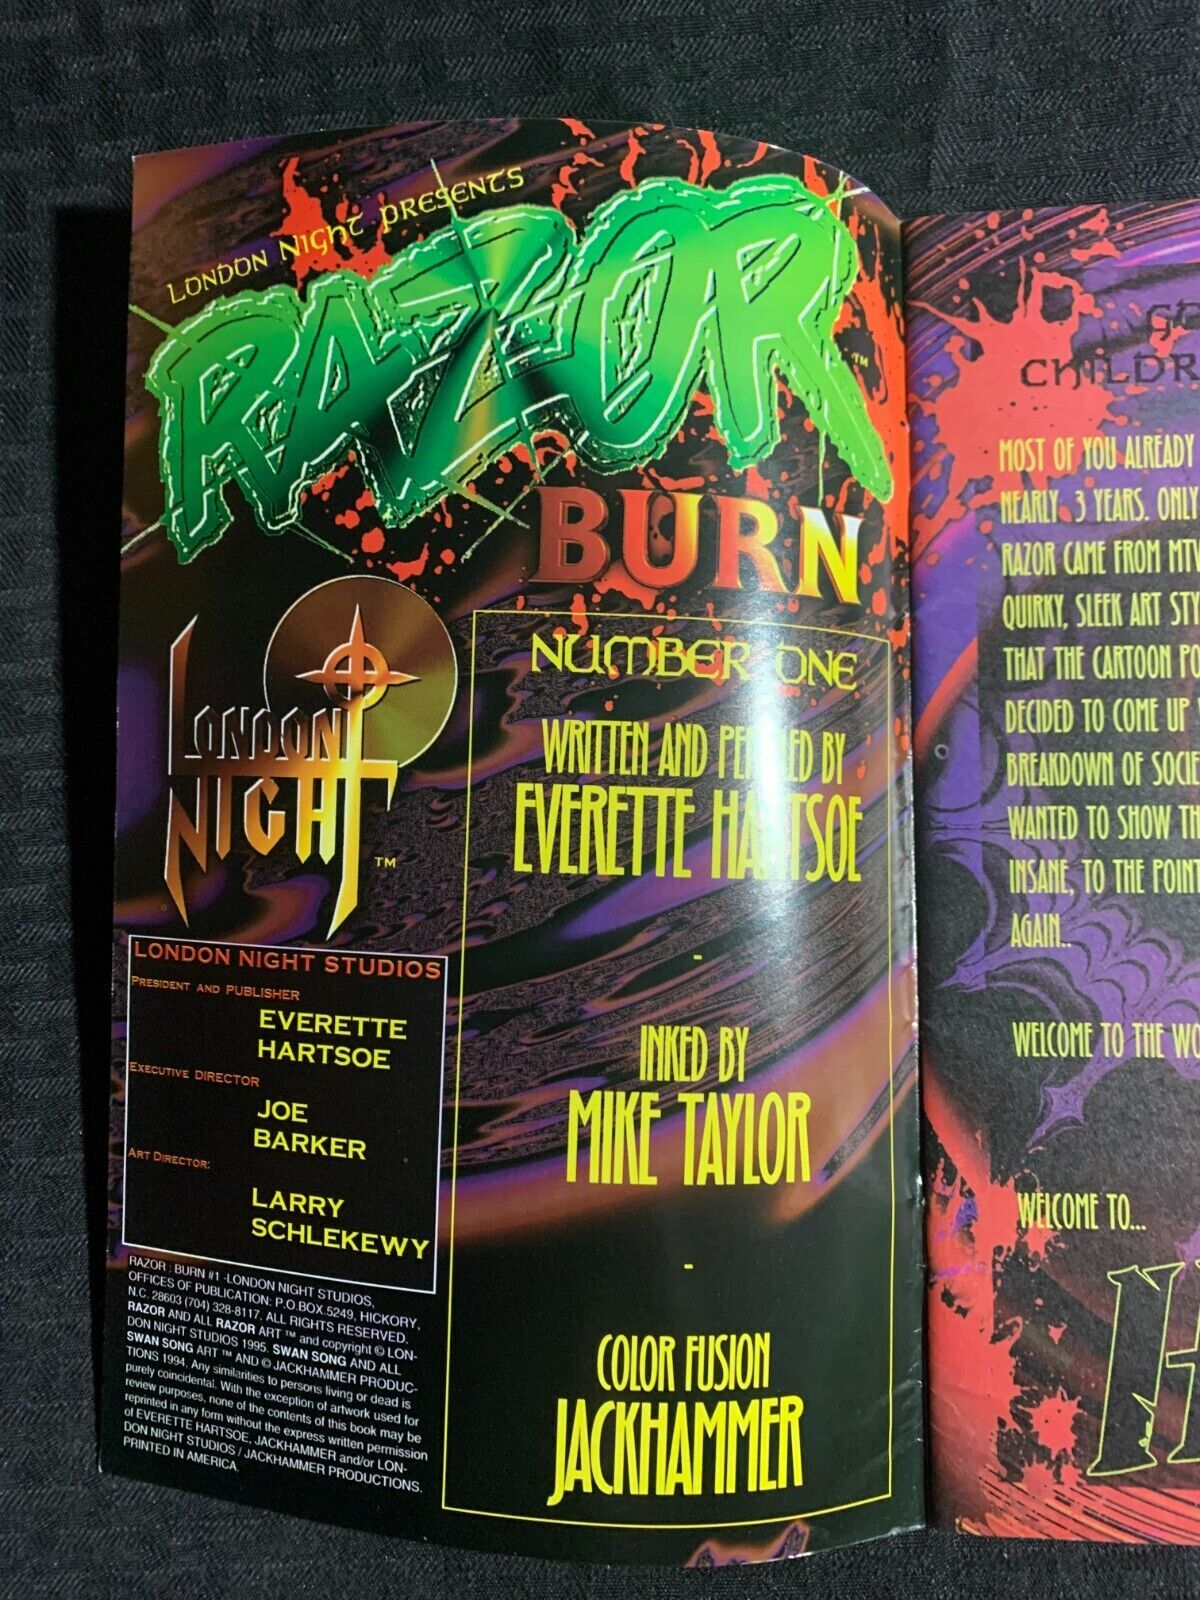 LONDON NIGHT PRESENTS
RAZOR ™
BURN
LONDON
NIGHT ™
NUMBER ONE
WRITTEN AND PENCILED BY
EVERETTE HARTSOE
-
INKED BY
MIKE TAYLOR
-
COLOR FUSION
JACKHAMMER
LONDON NIGHT STUDIOS
PRESIDENT AND PUBLISHER
EVERETTE
HARTSOE
EXECUTIVE DIRECTOR
JOE
BARKER
ART DIRECTOR:
LARRY
SCHLEKEWY
RAZOR : BURN #1 -LONDON NIGHT STUDIOS,
OFFICES OF PUBLICATION: P.O.BOX.5249, HICKORY,
N.C. 28603 (704) 328-8117. ALL RIGHTS RESERVED.
RAZOR AND ALL RAZOR ART ™ and copyright © LON-
DON NIGHT STUDIOS 1995. SWAN SONG AND ALL
SWAN SONG ART ™ AND © JACKHAMMER PRODUC-
TIONS 1994. Any similarities to persons living or dead is
purely coincidental. With the exception of artwork used for
review purposes, none of the contents of this book may be
reprinted in any form without the express written permission
of EVERETTE HARTSOE, JACKHAMMER and/or LON-
DON NIGHT STUDIOS / JACKHAMMER PRODUCTIONS.
PRINTED IN AMERICA.
MOST OF YOU ALREADY
NEARLY 3 YEARS. ONLY
RAZOR CAME FROM MTV
QUIRKY, SLEEK ART STY
THAT THE CARTOON PO
DECIDED TO COME UP
BREAKDOWN OF SOCIE
WANTED TO SHOW TH
INSANE, TO THE POINT
AGAIN..
WELCOME TO THE WO
WELCOME TO...
H